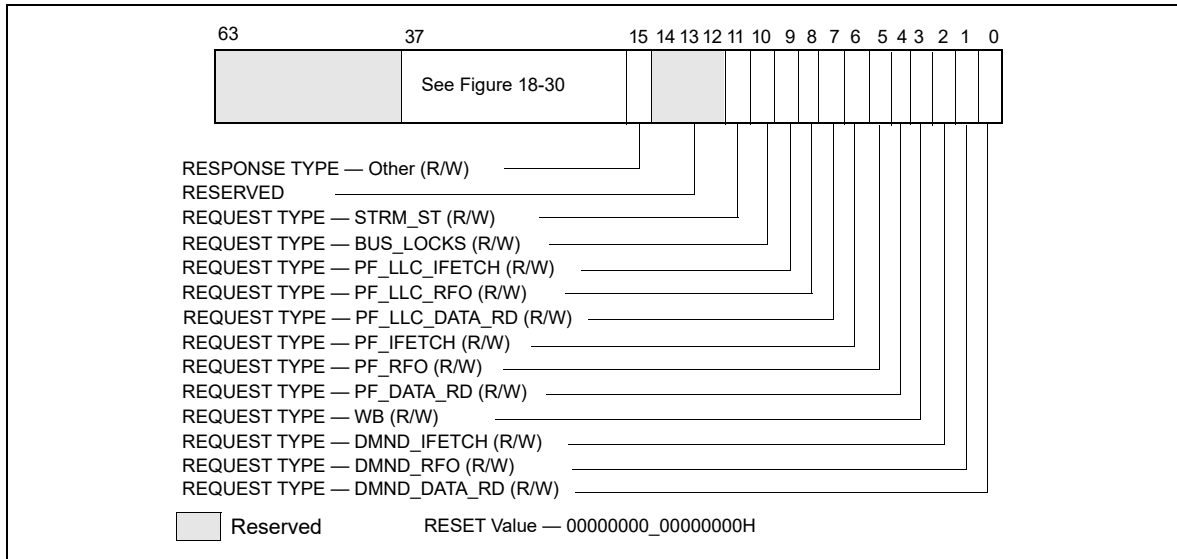 63 37 15 14 13 12 11 10 9 8 7 6 5 4 3 2 1 0
See Figure 18-30
RESPONSE TYPE — Other (R/W)
RESERVED
REQUEST TYPE — STRM_ST (R/W)
REQUEST TYPE — BUS_LOCKS (R/W)
REQUEST TYPE — PF_LLC_IFETCH (R/W)
REQUEST TYPE — PF_LLC_RFO (R/W)
REQUEST TYPE — PF_LLC_DATA_RD (R/W)
REQUEST TYPE — PF_IFETCH (R/W)
REQUEST TYPE — PF_RFO (R/W)
REQUEST TYPE — PF_DATA_RD (R/W)
REQUEST TYPE — WB (R/W)
REQUEST TYPE — DMND_IFETCH (R/W)
REQUEST TYPE — DMND_RFO (R/W)
REQUEST TYPE — DMND_DATA_RD (R/W)
Reserved RESET Value — 00000000_00000000H